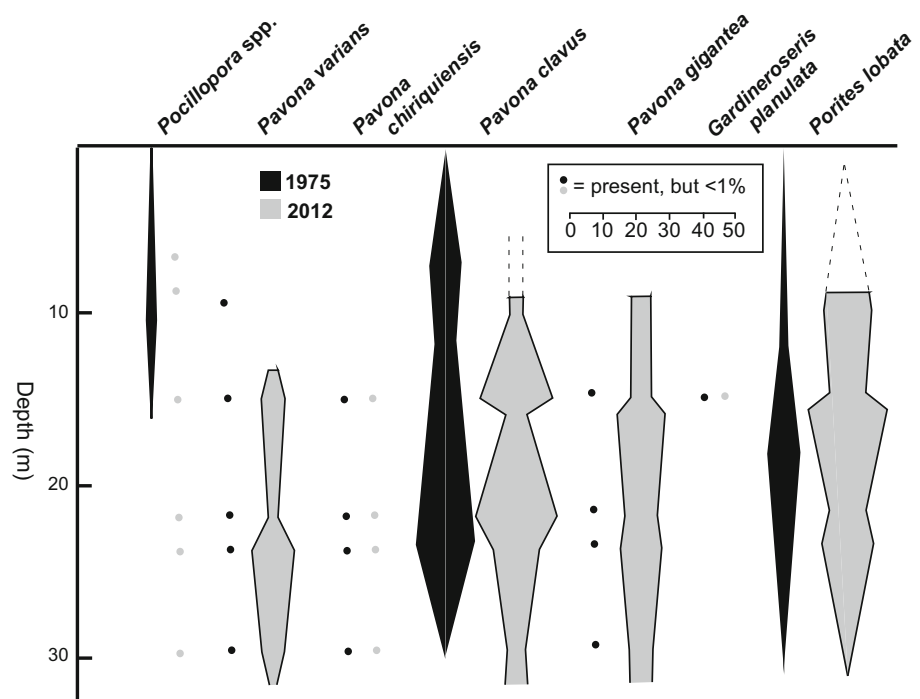 Pocillopora spp.
Pavona varians
Pavona
chiriquiensis
Pavona clavus
Pavona gigantea
Gardineroseris
planulata
Porites lobata
1975
2012
= present, but <1%
0 10 20 30 40 50
10
20
30
Depth (m)